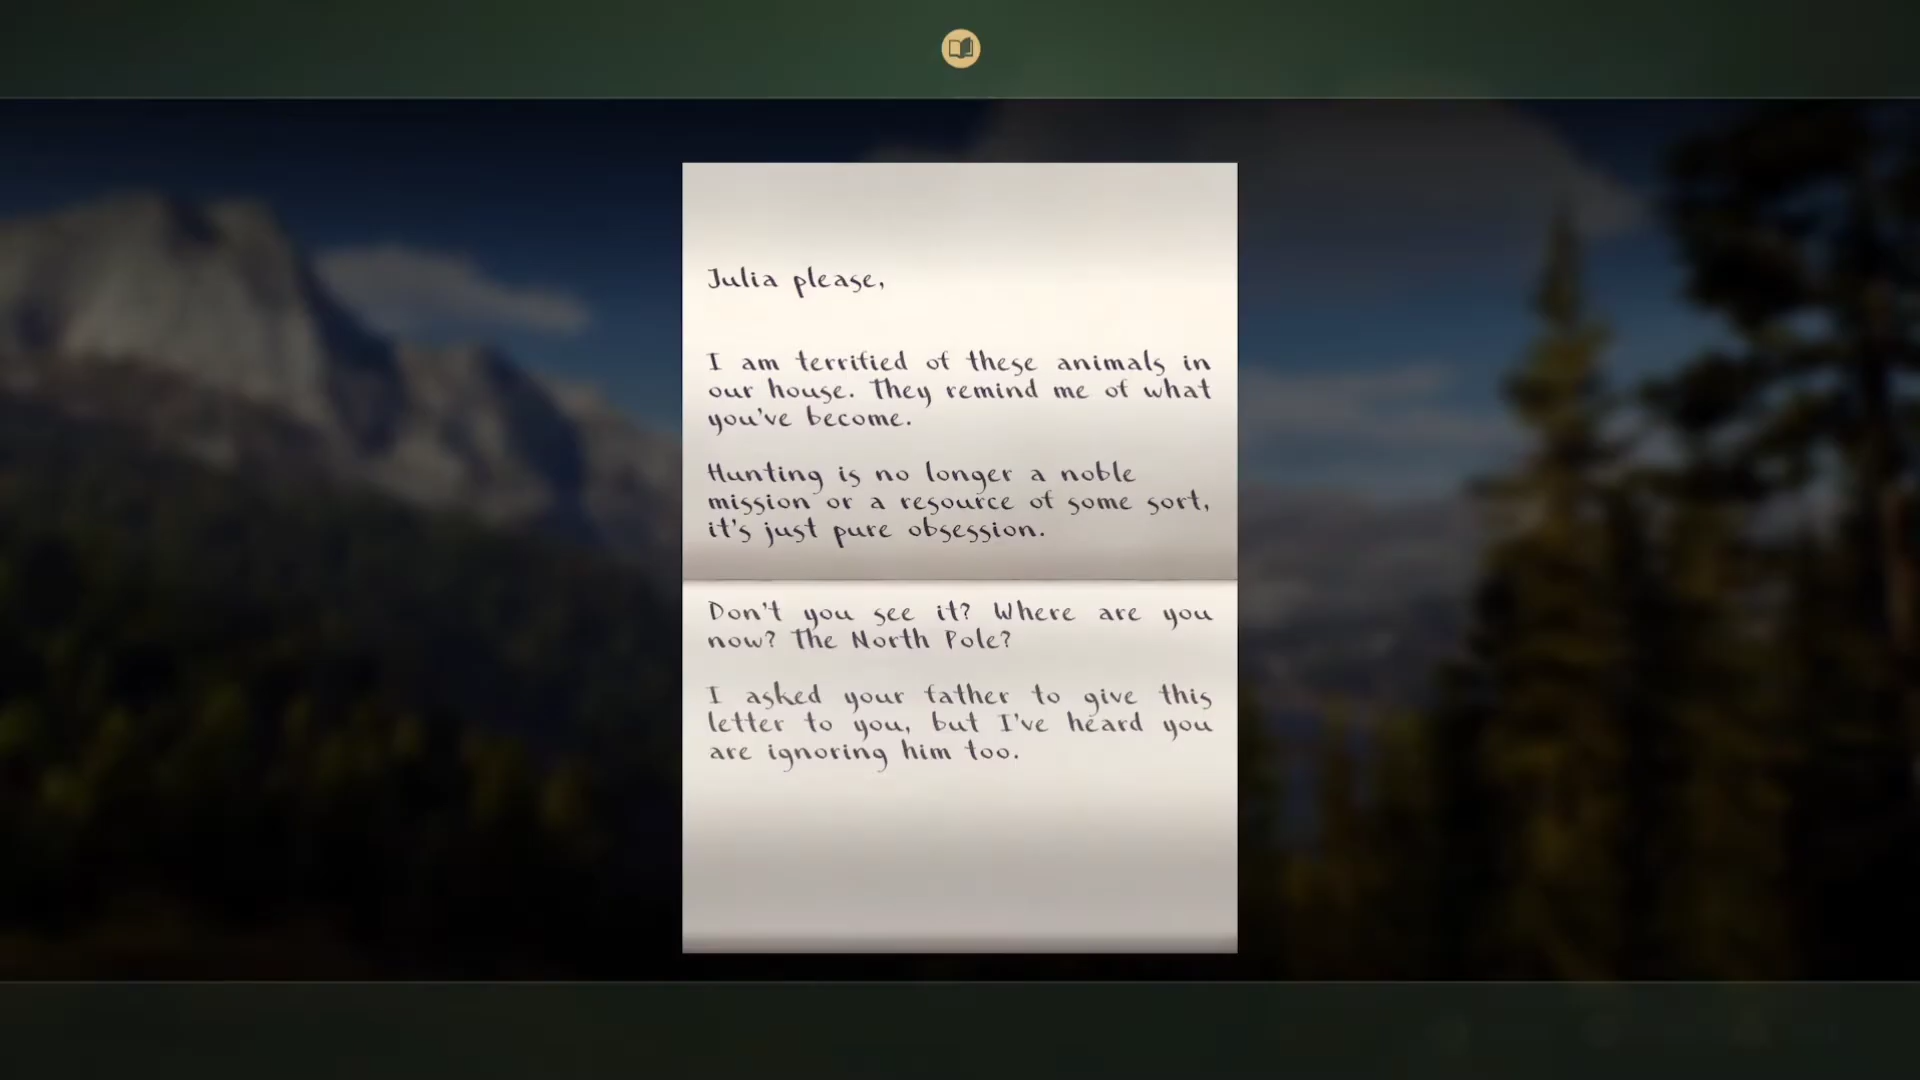 Julia please,
I am terrified of these animals in
our house. They remind me of what
you've become.
Hunting is no longer a noble
mission or a resource of some sort,
it's just pure obsession.
Don't you see it? Where are you
now? The North Pole?
I asked your father to give this
letter to you, but I've heard you
are ignoring him too.